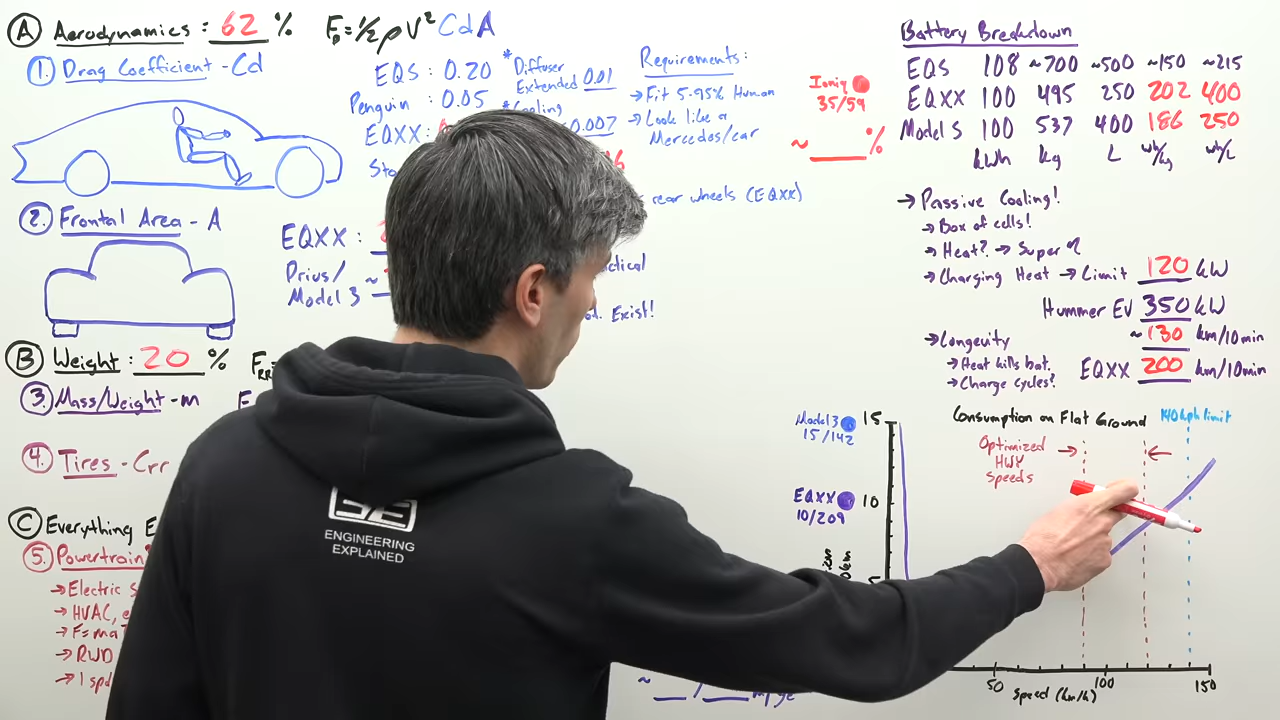 A Aerodynamics: 62 % F_D = 1/2 ρ V² Cd A
1. Drag Coefficient - Cd
EQS : 0.20
Penguin : 0.05
EQXX :
* Diffuser
Extended 0.01
* Cooling
0.007
Requirements:
→ Fit 5-95% Human
→ Look like a
Mercedes/car
rear wheels (EQXX)
2. Frontal Area - A
EQXX :
Prius/
Model 3 ~
Exist!
B Weight: 20 %
3. Mass/Weight - m
4. Tires - Crr
C Everything
5. Powertrain
→ Electric
→ HVAC,
→ F=ma
→ RWD
→ 1 spd
ENGINEERING
EXPLAINED
Ioniq
35/59
~ ___%
Battery Breakdown
EQS 108 ~700 ~500 ~150 ~215
EQXX 100 495 250 202 400
Model S 100 537 400 186 250
kWh kg L wh/kg wh/L
→ Passive Cooling!
→ Box of cells!
→ Heat? → Super η
→ Charging Heat → Limit 120 kW
Hummer EV 350 kW
~130 km/10min
→ Longevity
→ Heat kills bat.
→ Charge cycles?
EQXX 200 km/10min
Consumption on Flat Ground
140kph limit
Optimized
HWY
Speeds
Model 3
15/142
EQXX
10/209
15
10
50
100
150
Speed (km/h)